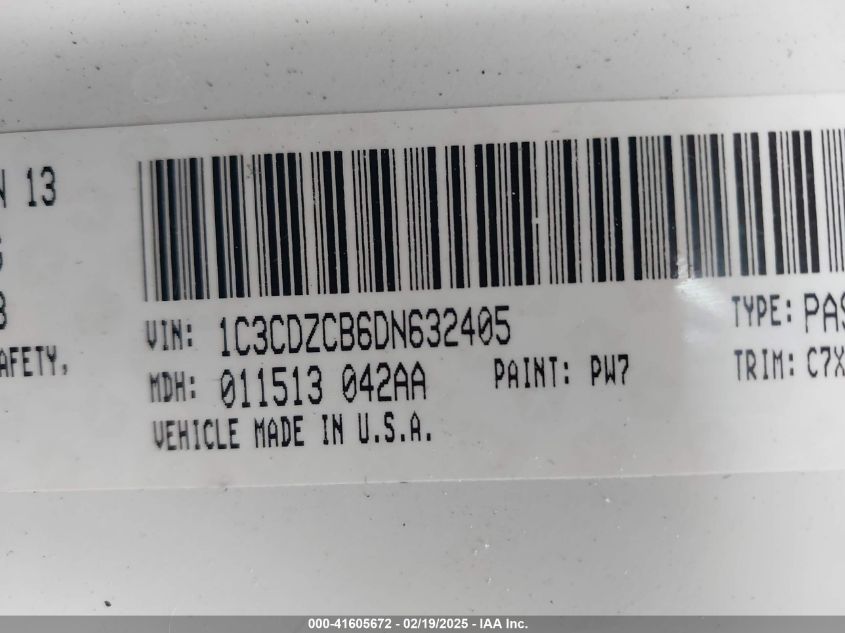 N 13
VIN: 1C3CDZCB6DN632405 TYPE: PAS
AFETY, MDH: 011513 042AA PAINT: PW7 TRIM: C7X
VEHICLE MADE IN U.S.A.
000-41605672 - 02/19/2025 - IAA Inc.